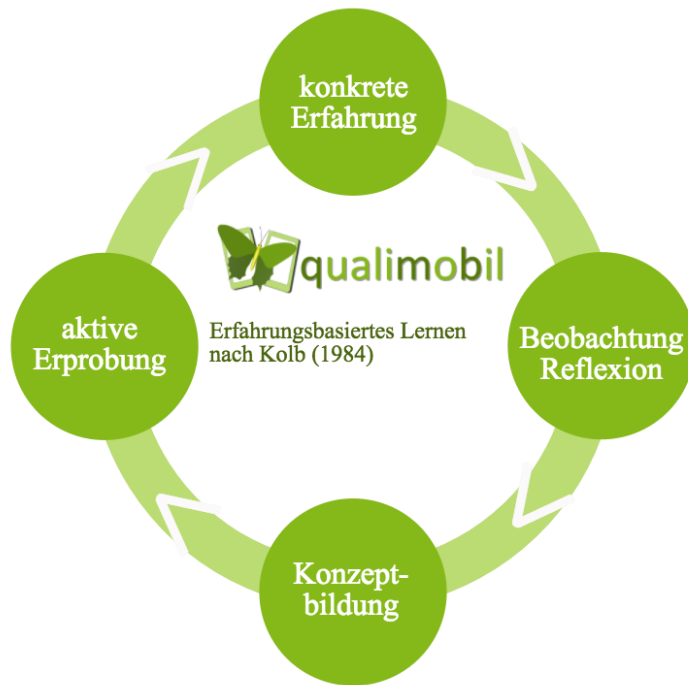 konkrete
Erfahrung
qualimobil
Erfahrungsbasiertes Lernen
nach Kolb (1984)
aktive
Erprobung
Beobachtung
Reflexion
Konzept-
bildung